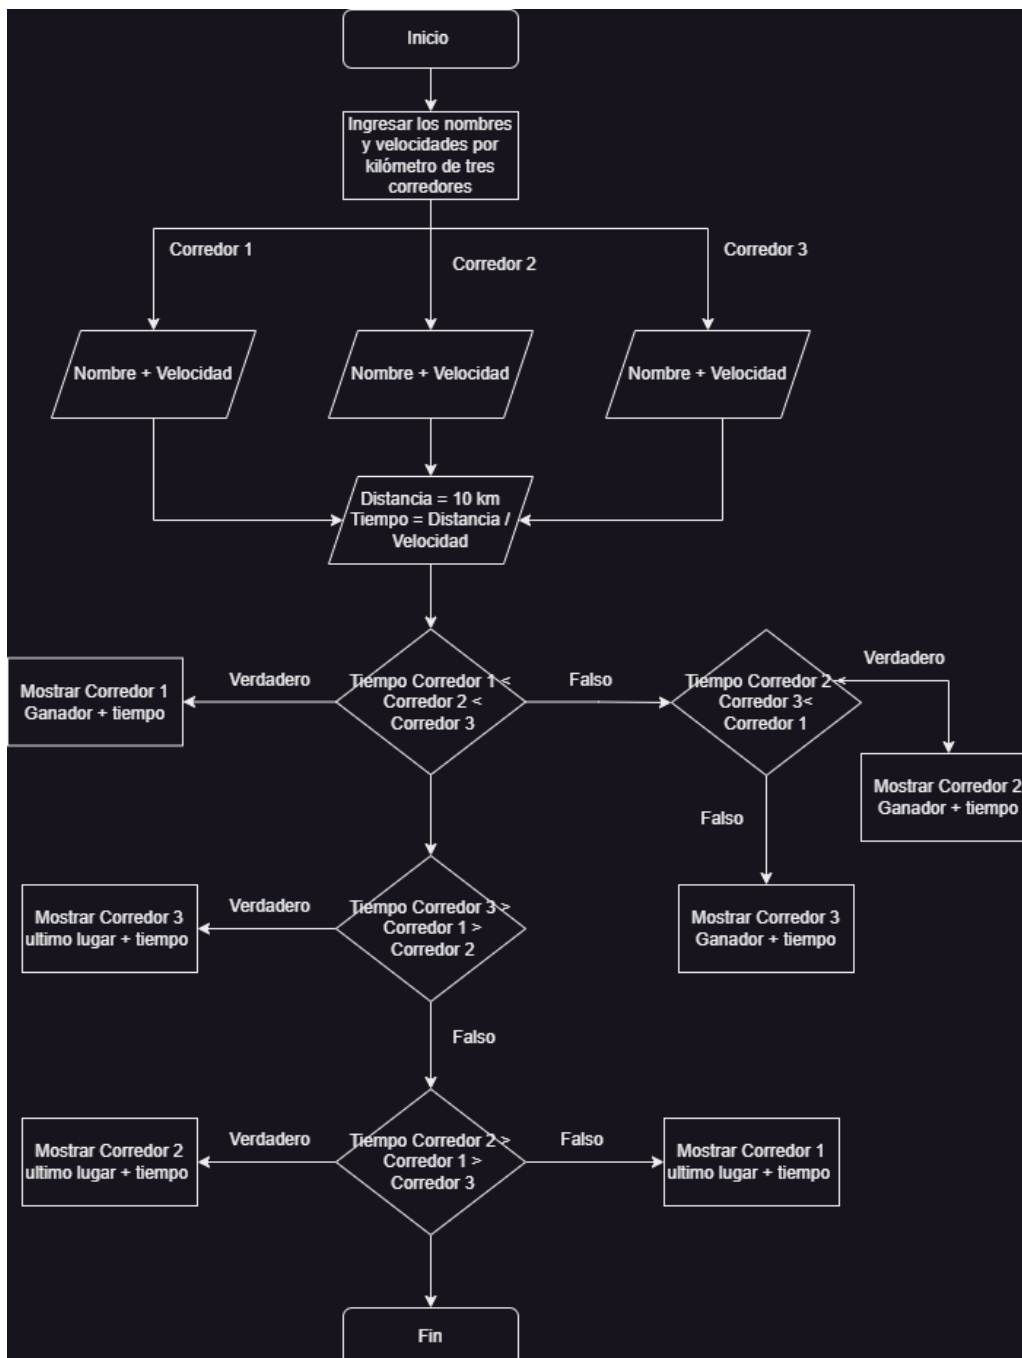 Inicio
Ingresar los nombres
y velocidades por
kilómetro de tres
corredores
Corredor 1
Corredor 2
Corredor 3
Nombre + Velocidad
Nombre + Velocidad
Nombre + Velocidad
Distancia = 10 km
Tiempo = Distancia /
Velocidad
Mostrar Corredor 1
Ganador + tiempo
Verdadero
Tiempo Corredor 1 <
Corredor 2 <
Corredor 3
Falso
Tiempo Corredor 2
Corredor 3<
Corredor 1
Verdadero
Mostrar Corredor 2
Ganador + tiempo
Falso
Mostrar Corredor 3
Ganador + tiempo
Mostrar Corredor 3
ultimo lugar + tiempo
Verdadero
Tiempo Corredor 3 >
Corredor 1 >
Corredor 2
Falso
Mostrar Corredor 2
ultimo lugar + tiempo
Verdadero
Tiempo Corredor 2 >
Corredor 1 >
Corredor 3
Falso
Mostrar Corredor 1
ultimo lugar + tiempo
Fin